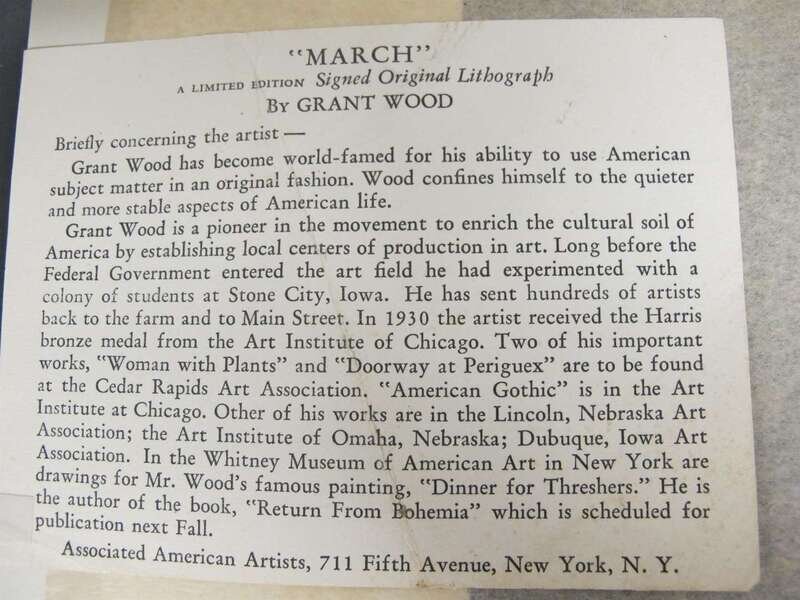 “MARCH”
A LIMITED EDITION Signed Original Lithograph
By GRANT WOOD
Briefly concerning the artist —
Grant Wood has become world-famed for his ability to use American
subject matter in an original fashion. Wood confines himself to the quieter
and more stable aspects of American life.
Grant Wood is a pioneer in the movement to enrich the cultural soil of
America by establishing local centers of production in art. Long before the
Federal Government entered the art field he had experimented with a
colony of students at Stone City, Iowa. He has sent hundreds of artists
back to the farm and to Main Street. In 1930 the artist received the Harris
bronze medal from the Art Institute of Chicago. Two of his important
works, “Woman with Plants” and “Doorway at Periguex” are to be found
at the Cedar Rapids Art Association. “American Gothic” is in the Art
Institute at Chicago. Other of his works are in the Lincoln, Nebraska Art
Association; the Art Institute of Omaha, Nebraska; Dubuque, Iowa Art
Association. In the Whitney Museum of American Art in New York are
drawings for Mr. Wood’s famous painting, “Dinner for Threshers.” He is
the author of the book, “Return From Bohemia” which is scheduled for
publication next Fall.
Associated American Artists, 711 Fifth Avenue, New York, N. Y.